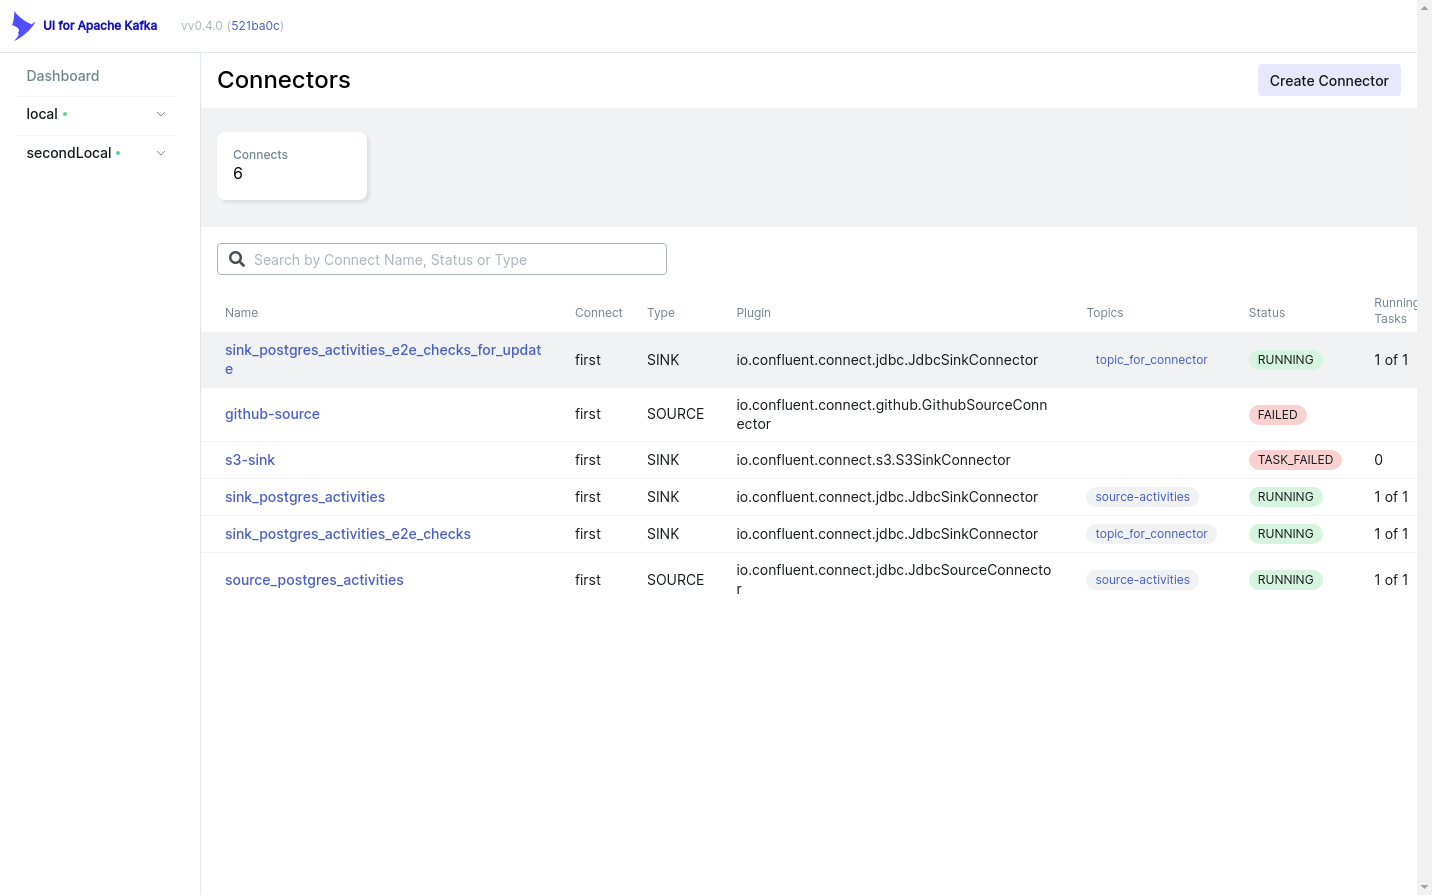 UI for Apache Kafka vv0.4.0 (521ba0c)
Dashboard
local
secondLocal
Connectors
Create Connector
Connects
6
Search by Connect Name, Status or Type
Name Connect Type Plugin Topics Status Running
Tasks
sink_postgres_activities_e2e_checks_for_updat
e
first SINK io.confluent.connect.jdbc.JdbcSinkConnector topic_for_connector RUNNING 1 of 1
github-source first SOURCE io.confluent.connect.github.GithubSourceConn
ector
FAILED
s3-sink first SINK io.confluent.connect.s3.S3SinkConnector TASK_FAILED 0
sink_postgres_activities first SINK io.confluent.connect.jdbc.JdbcSinkConnector source-activities RUNNING 1 of 1
sink_postgres_activities_e2e_checks first SINK io.confluent.connect.jdbc.JdbcSinkConnector topic_for_connector RUNNING 1 of 1
source_postgres_activities first SOURCE io.confluent.connect.jdbc.JdbcSourceConnecto
r
source-activities RUNNING 1 of 1